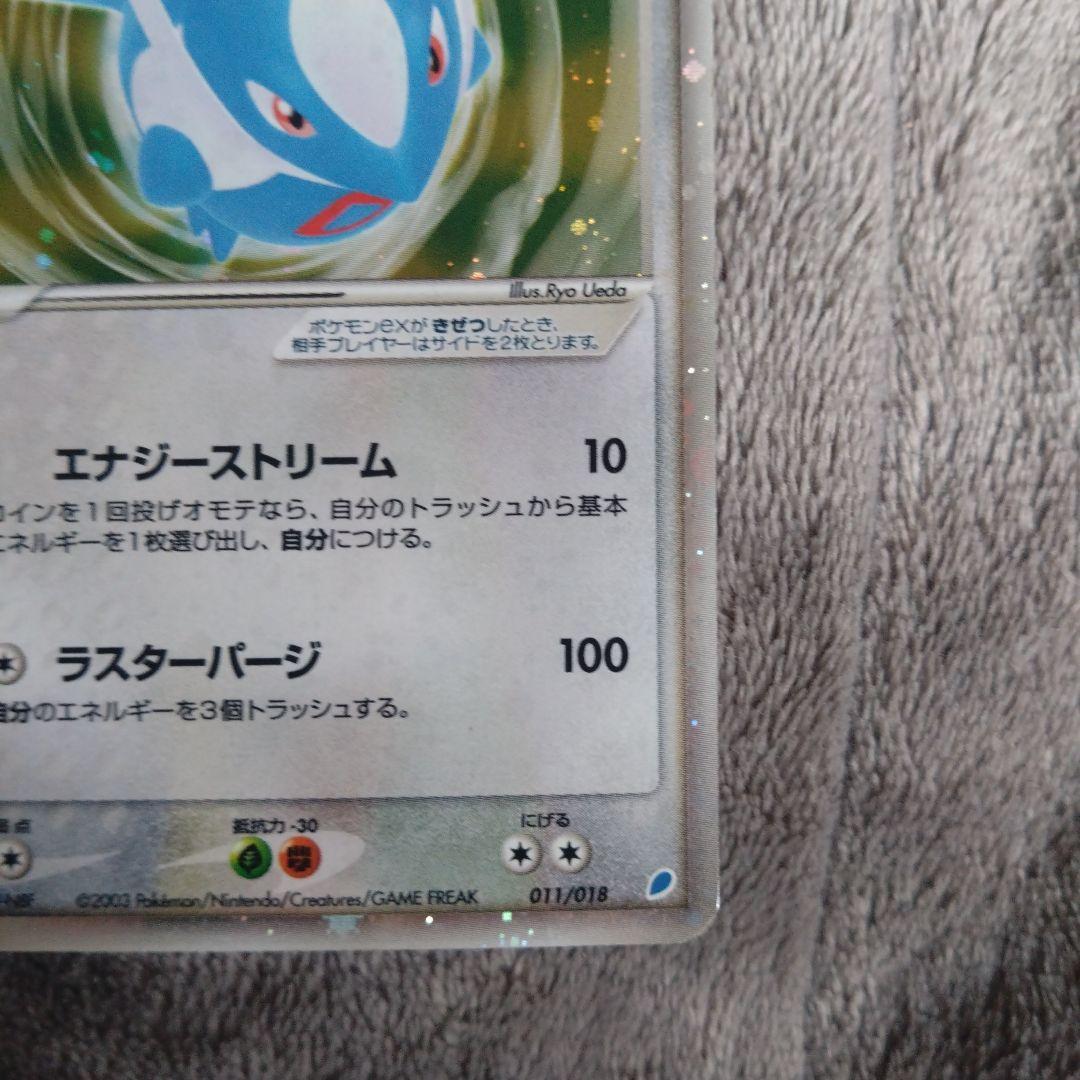 Illus.Ryo Ueda
ポケモンexが きぜつしたとき、
相手プレイヤーはサイドを2枚とります。
エナジーストリーム 10
コインを1回投げオモテなら、自分のトラッシュから基本
エネルギーを1枚選び出し、自分につける。
ラスターパージ 100
自分のエネルギーを3個トラッシュする。
弱点 抵抗力 -30 にげる
©2003 Pokémon/Nintendo/Creatures/GAME FREAK 011/018